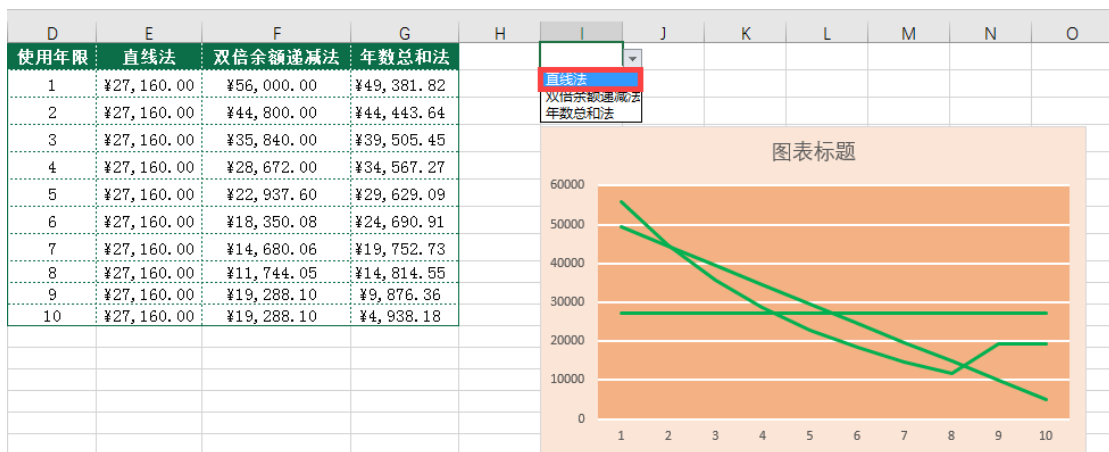 D E F G H I J K L M N O
使用年限 直线法 双倍余额递减法 年数总和法
1 ¥27,160.00 ¥56,000.00 ¥49,381.82
2 ¥27,160.00 ¥44,800.00 ¥44,443.64
3 ¥27,160.00 ¥35,840.00 ¥39,505.45
4 ¥27,160.00 ¥28,672.00 ¥34,567.27
5 ¥27,160.00 ¥22,937.60 ¥29,629.09
6 ¥27,160.00 ¥18,350.08 ¥24,690.91
7 ¥27,160.00 ¥14,680.06 ¥19,752.73
8 ¥27,160.00 ¥11,744.05 ¥14,814.55
9 ¥27,160.00 ¥19,288.10 ¥9,876.36
10 ¥27,160.00 ¥19,288.10 ¥4,938.18
直线法
双倍余额递减法
年数总和法
图表标题
60000
50000
40000
30000
20000
10000
0
1 2 3 4 5 6 7 8 9 10